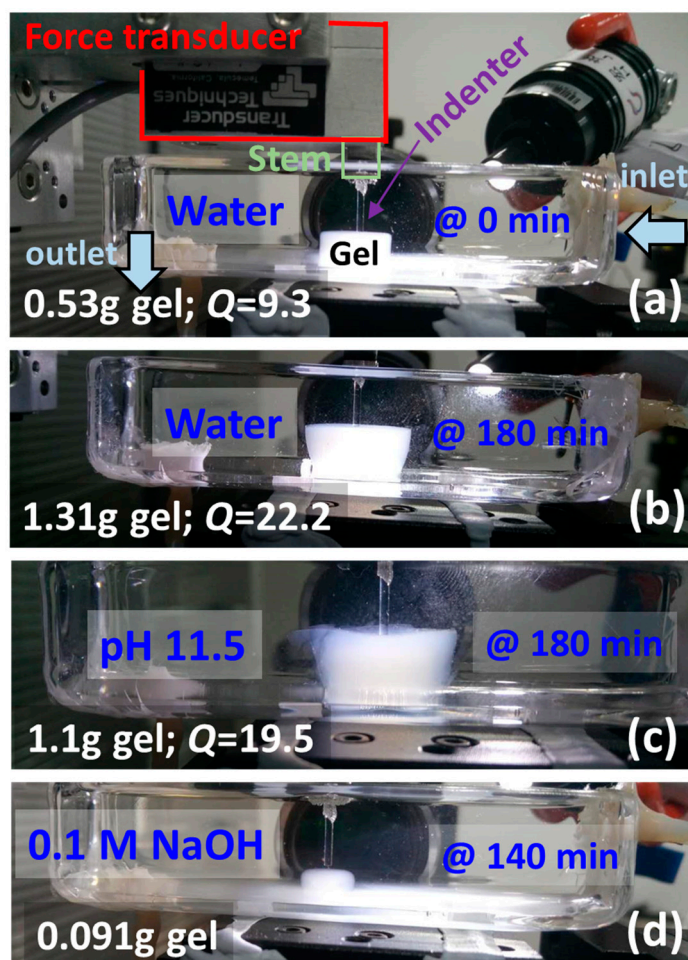 Force transducer
Transducer
Techniques
Temecula, California
Indenter
Stem
inlet
Water
@ 0 min
outlet
Gel
0.53g gel; Q=9.3
(a)
Water
@ 180 min
1.31g gel; Q=22.2
(b)
pH 11.5
@ 180 min
1.1g gel; Q=19.5
(c)
0.1 M NaOH
@ 140 min
0.091g gel
(d)